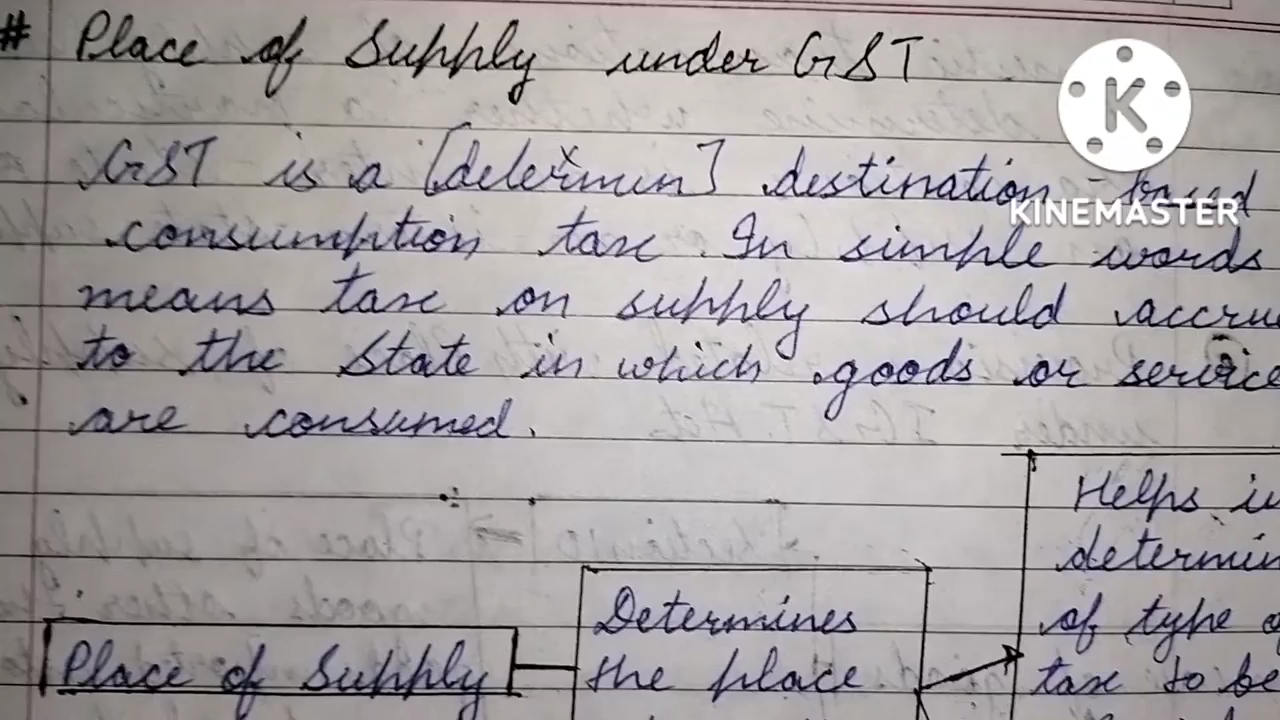 # Place of Supply under GST
GST is a [determin] destination-based
consumption tax. In simple words
means tax on supply should accru
to the State in which goods or service
are consumed.
K
KINEMASTER
Place of Supply
Determines
the place
Helps in
determin
of type o
tax to be